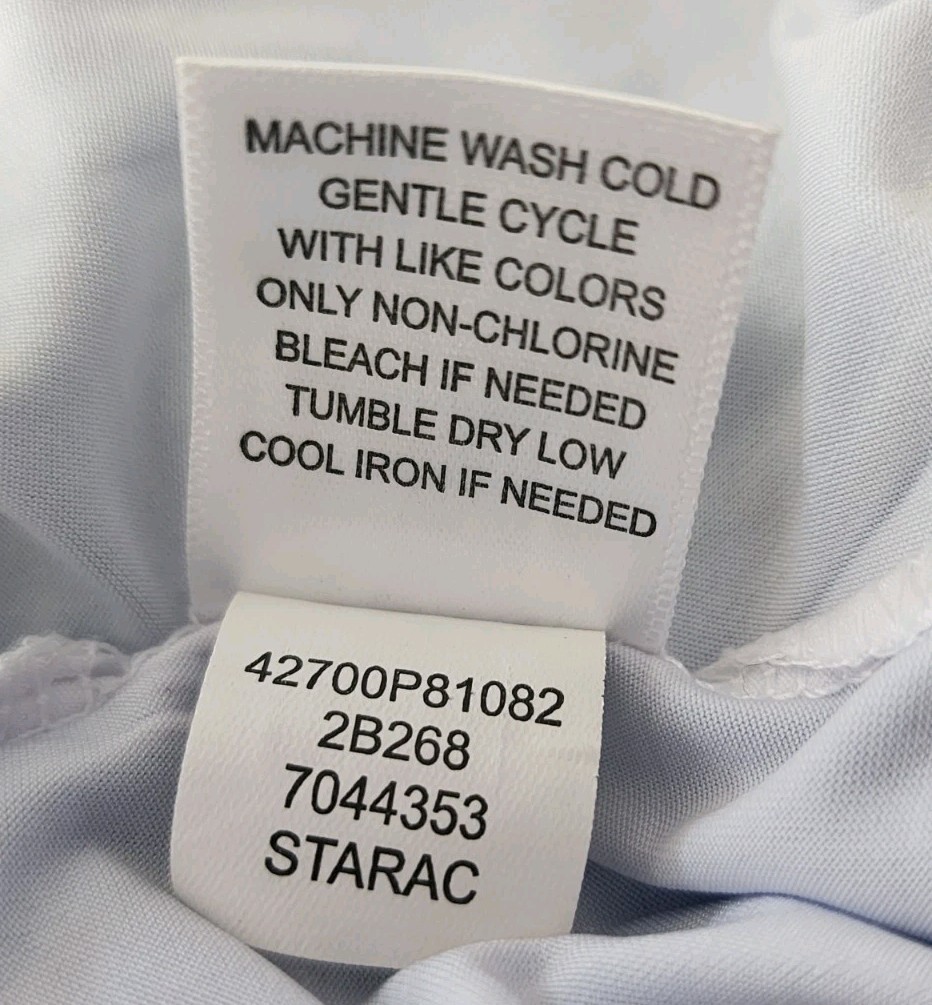 MACHINE WASH COLD
GENTLE CYCLE
WITH LIKE COLORS
ONLY NON-CHLORINE
BLEACH IF NEEDED
TUMBLE DRY LOW
COOL IRON IF NEEDED
42700P81082
2B268
7044353
STARAC